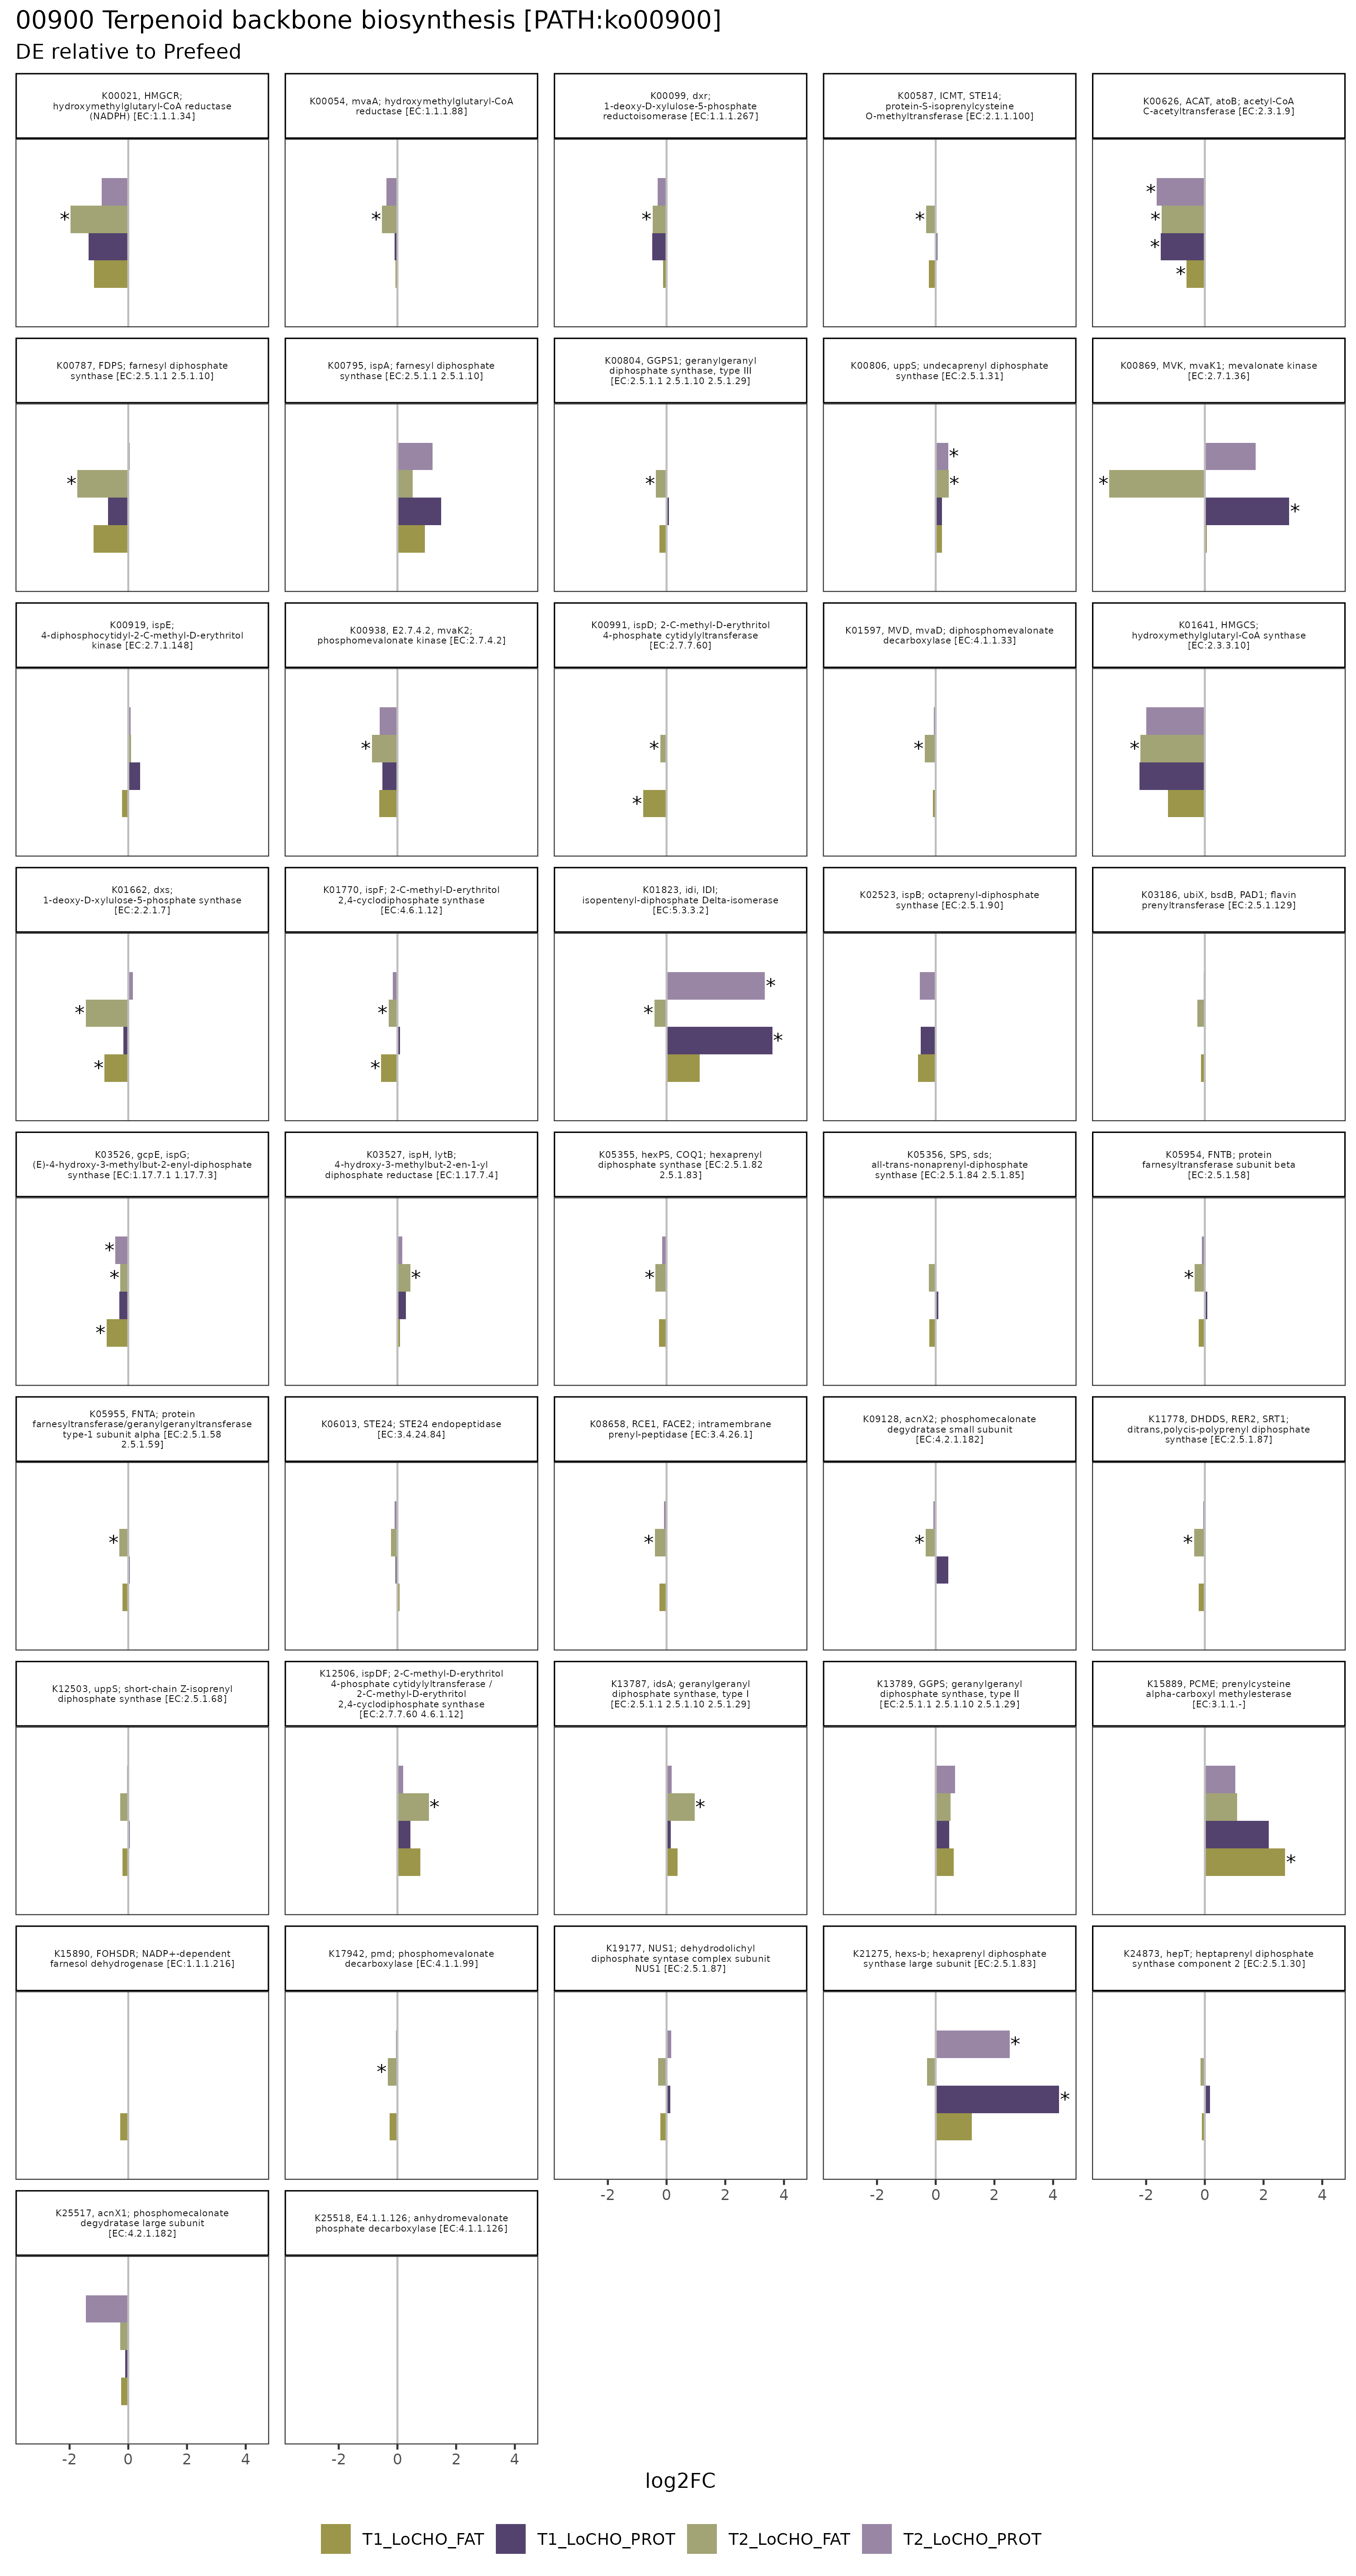 00900 Terpenoid backbone biosynthesis [PATH:ko00900]
DE relative to Prefeed
K00021, HMGCR;
hydroxymethylglutaryl-CoA reductase
(NADPH) [EC:1.1.1.34]
K00054, mvaA; hydroxymethylglutaryl-CoA
reductase [EC:1.1.1.88]
K00099, dxr;
1-deoxy-D-xylulose-5-phosphate
reductoisomerase [EC:1.1.1.267]
K00587, ICMT, STE14;
protein-S-isoprenylcysteine
O-methyltransferase [EC:2.1.1.100]
K00626, ACAT, atoB; acetyl-CoA
C-acetyltransferase [EC:2.3.1.9]
*
*
*
*
*
*
*
*
K00787, FDPS; farnesyl diphosphate
synthase [EC:2.5.1.1 2.5.1.10]
K00795, ispA; farnesyl diphosphate
synthase [EC:2.5.1.1 2.5.1.10]
K00804, GGPS1; geranylgeranyl
diphosphate synthase, type III
[EC:2.5.1.1 2.5.1.10 2.5.1.29]
K00806, uppS; undecaprenyl diphosphate
synthase [EC:2.5.1.31]
K00869, MVK, mvaK1; mevalonate kinase
[EC:2.7.1.36]
*
*
*
*
*
*
K00919, ispE;
4-diphosphocytidyl-2-C-methyl-D-erythritol
kinase [EC:2.7.1.148]
K00938, E2.7.4.2, mvaK2;
phosphomevalonate kinase [EC:2.7.4.2]
K00991, ispD; 2-C-methyl-D-erythritol
4-phosphate cytidylyltransferase
[EC:2.7.7.60]
K01597, MVD, mvaD; diphosphomevalonate
decarboxylase [EC:4.1.1.33]
K01641, HMGCS;
hydroxymethylglutaryl-CoA synthase
[EC:2.3.3.10]
*
*
*
*
*
K01662, dxs;
1-deoxy-D-xylulose-5-phosphate synthase
[EC:2.2.1.7]
K01770, ispF; 2-C-methyl-D-erythritol
2,4-cyclodiphosphate synthase
[EC:4.6.1.12]
K01823, idi, IDI;
isopentenyl-diphosphate Delta-isomerase
[EC:5.3.3.2]
K02523, ispB; octaprenyl-diphosphate
synthase [EC:2.5.1.90]
K03186, ubiX, bsdB, PAD1; flavin
prenyltransferase [EC:2.5.1.129]
*
*
*
*
*
*
*
K03526, gcpE, ispG;
(E)-4-hydroxy-3-methylbut-2-enyl-diphosphate
synthase [EC:1.17.7.1 1.17.7.3]
K03527, ispH, lytB;
4-hydroxy-3-methylbut-2-en-1-yl
diphosphate reductase [EC:1.17.7.4]
K05355, hexPS, COQ1; hexaprenyl
diphosphate synthase [EC:2.5.1.82
2.5.1.83]
K05356, SPS, sds;
all-trans-nonaprenyl-diphosphate
synthase [EC:2.5.1.84 2.5.1.85]
K05954, FNTB; protein
farnesyltransferase subunit beta
[EC:2.5.1.58]
*
*
*
*
*
*
K05955, FNTA; protein
farnesyltransferase/geranylgeranyltransferase
type-1 subunit alpha [EC:2.5.1.58
2.5.1.59]
K06013, STE24; STE24 endopeptidase
[EC:3.4.24.84]
K08658, RCE1, FACE2; intramembrane
prenyl-peptidase [EC:3.4.26.1]
K09128, acnX2; phosphomecalonate
degydratase small subunit
[EC:4.2.1.182]
K11778, DHDDS, RER2, SRT1;
ditrans,polycis-polyprenyl diphosphate
synthase [EC:2.5.1.87]
*
*
*
*
K12503, uppS; short-chain Z-isoprenyl
diphosphate synthase [EC:2.5.1.68]
K12506, ispDF; 2-C-methyl-D-erythritol
4-phosphate cytidylyltransferase /
2-C-methyl-D-erythritol
2,4-cyclodiphosphate synthase
[EC:2.7.7.60 4.6.1.12]
K13787, idsA; geranylgeranyl
diphosphate synthase, type I
[EC:2.5.1.1 2.5.1.10 2.5.1.29]
K13789, GGPS; geranylgeranyl
diphosphate synthase, type II
[EC:2.5.1.1 2.5.1.10 2.5.1.29]
K15889, PCME; prenylcysteine
alpha-carboxyl methylesterase
[EC:3.1.1.-]
*
*
*
K15890, FOHSDR; NADP+-dependent
farnesol dehydrogenase [EC:1.1.1.216]
K17942, pmd; phosphomevalonate
decarboxylase [EC:4.1.1.99]
K19177, NUS1; dehydrodolichyl
diphosphate syntase complex subunit
NUS1 [EC:2.5.1.87]
K21275, hexs-b; hexaprenyl diphosphate
synthase large subunit [EC:2.5.1.83]
K24873, hepT; heptaprenyl diphosphate
synthase component 2 [EC:2.5.1.30]
*
*
*
-2 0 2 4
-2 0 2 4
-2 0 2 4
K25517, acnX1; phosphomecalonate
degydratase large subunit
[EC:4.2.1.182]
K25518, E4.1.1.126; anhydromevalonate
phosphate decarboxylase [EC:4.1.1.126]
-2 0 2 4
-2 0 2 4
log2FC
T1_LoCHO_FAT T1_LoCHO_PROT T2_LoCHO_FAT T2_LoCHO_PROT